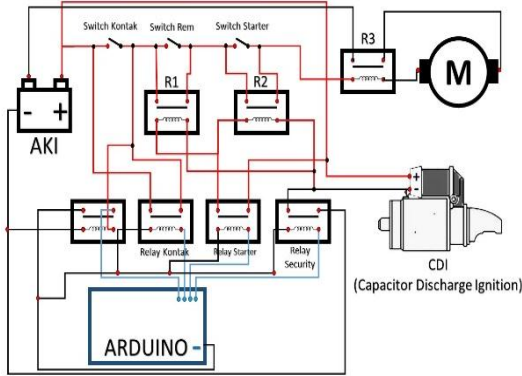 Switch Kontak
Switch Rem
Switch Starter
R1
R2
R3
M
- +
AKI
+
-
Relay Kontak
Relay Starter
Relay
Security
CDI
(Capacitor Discharge Ignition)
ARDUINO -